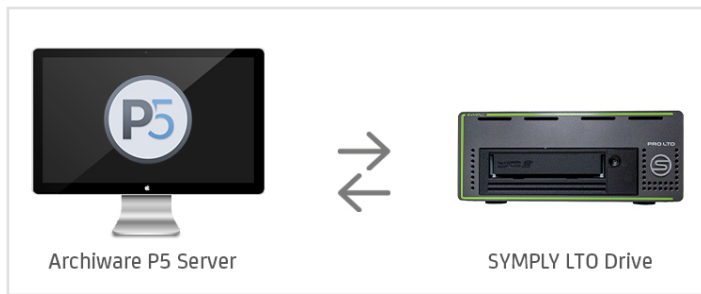 P5
PRO LTO
S
Archiware P5 Server
SYMPLY LTO Drive